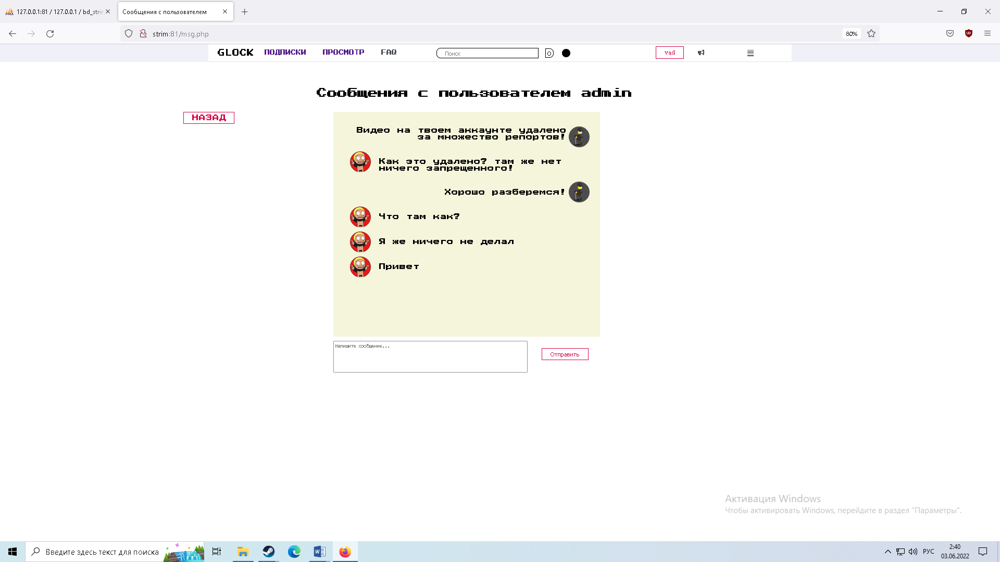 127.0.0.1:81 / 127.0.0.1 / bd_strim
Сообщения с пользователем
strim:81/msg.php
80%
GLOCK ПОДПИСКИ ПРОСМОТР FAQ Поиск vad
Сообщения с пользователем admin
НАЗАД
Видео на твоем аккаунте удалено
за множество репортов!
Как это удалено? там же нет
ничего запрещенного!
Хорошо разберемся!
Что там как?
Я же ничего не делал
Привет
Напишите сообщение...
Отправить
Активация Windows
Чтобы активировать Windows, перейдите в раздел "Параметры".
Введите здесь текст для поиска
РУС
2:40
03.06.2022